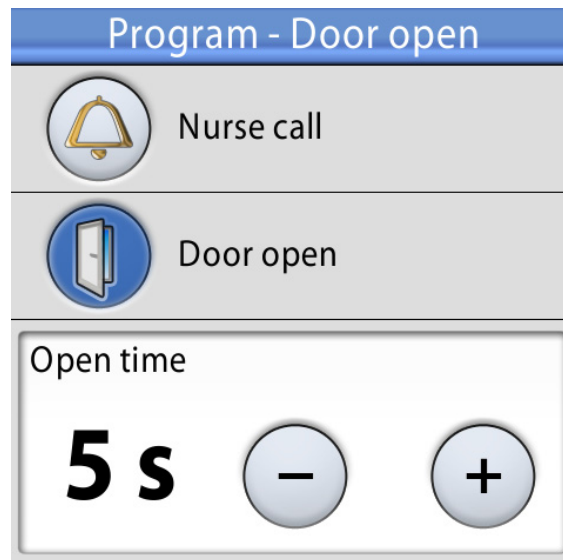 Program - Door open
Nurse call
Door open
Open time
5 s
- +